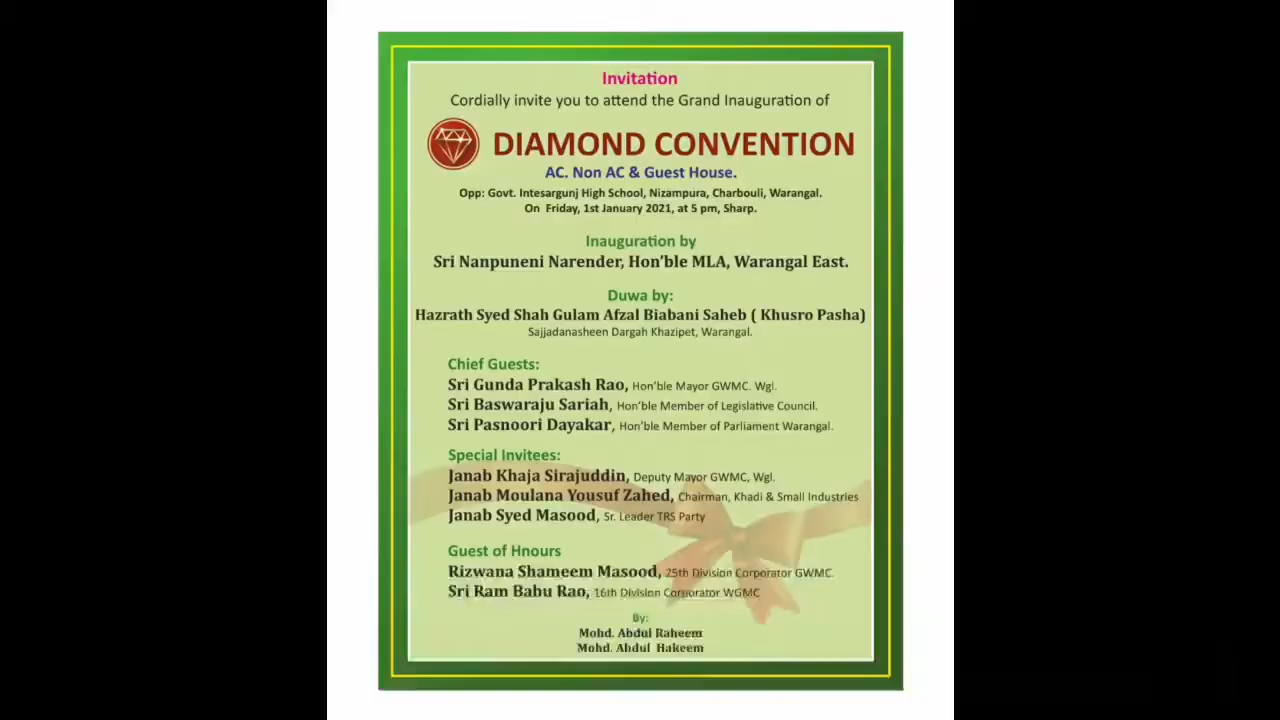 Invitation
Cordially invite you to attend the Grand Inauguration of
DIAMOND CONVENTION
AC. Non AC & Guest House.
Opp: Govt. Intesargunj High School, Nizampura, Charbouli, Warangal.
On Friday, 1st January 2021, at 5 pm, Sharp.
Inauguration by
Sri Nanpuneni Narender, Hon'ble MLA, Warangal East.
Duwa by:
Hazrath Syed Shah Gulam Afzal Biabani Saheb ( Khusro Pasha)
Sajjadanasheen Dargah Khazipet, Warangal.
Chief Guests:
Sri Gunda Prakash Rao, Hon'ble Mayor GWMC. Wgl.
Sri Baswaraju Sariah, Hon'ble Member of Legislative Council.
Sri Pasnoori Dayakar, Hon'ble Member of Parliament Warangal.
Special Invitees:
Janab Khaja Sirajuddin, Deputy Mayor GWMC, Wgl.
Janab Moulana Yousuf Zahed, Chairman, Khadi & Small Industries
Janab Syed Masood, Sr. Leader TRS Party
Guest of Hnours
Rizwana Shameem Masood, 25th Division Corporator GWMC.
Sri Ram Babu Rao, 16th Division Corporator WGMC
By:
Mohd. Abdul Raheem
Mohd. Abdul Hakeem